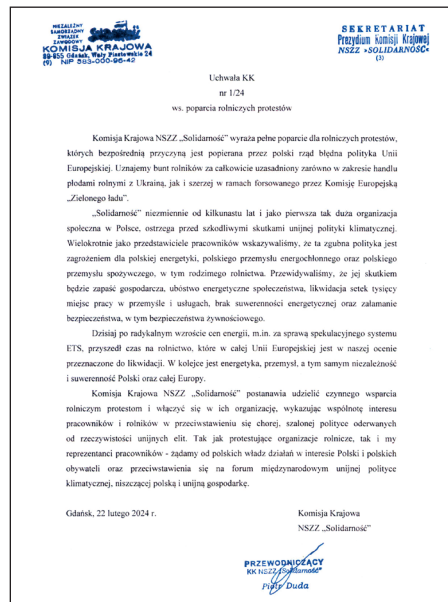 NIEZALEŻNY
SAMORZĄDNY
ZWIĄZEK
ZAWODOWY
KOMISJA KRAJOWA
80-855 Gdańsk, Wały Piastowskie 24
(9) NIP 583-000-96-42
SEKRETARIAT
Prezydium Komisji Krajowej
NSZZ »SOLIDARNOŚĆ«
(3)
Uchwała KK
nr 1/24
ws. poparcia rolniczych protestów
Komisja Krajowa NSZZ „Solidarność” wyraża pełne poparcie dla rolniczych protestów,
których bezpośrednią przyczyną jest popierana przez polski rząd błędna polityka Unii
Europejskiej. Uznajemy bunt rolników za całkowicie uzasadniony zarówno w zakresie handlu
płodami rolnymi z Ukrainą, jak i szerzej w ramach forsowanego przez Komisję Europejską
„Zielonego ładu”.
„Solidarność” niezmiennie od kilkunastu lat i jako pierwsza tak duża organizacja
społeczna w Polsce, ostrzega przed szkodliwymi skutkami unijnej polityki klimatycznej.
Wielokrotnie jako przedstawiciele pracowników wskazywaliśmy, że ta zgubna polityka jest
zagrożeniem dla polskiej energetyki, polskiego przemysłu energochłonnego oraz polskiego
przemysłu spożywczego, w tym rodzimego rolnictwa. Przewidywaliśmy, że jej skutkiem
będzie zapaść gospodarcza, ubóstwo energetyczne społeczeństwa, likwidacja setek tysięcy
miejsc pracy w przemyśle i usługach, brak suwerenności energetycznej oraz załamanie
bezpieczeństwa, w tym bezpieczeństwa żywnościowego.
Dzisiaj po radykalnym wzroście cen energii, m.in. za sprawą spekulacyjnego systemu
ETS, przyszedł czas na rolnictwo, które w całej Unii Europejskiej jest w naszej ocenie
przeznaczone do likwidacji. W kolejce jest energetyka, przemysł, a tym samym niezależność
i suwerenność Polski oraz całej Europy.
Komisja Krajowa NSZZ „Solidarność” postanawia udzielić czynnego wsparcia
rolniczym protestom i włączyć się w ich organizację, wykazując wspólnotę interesu
pracowników i rolników w przeciwstawieniu się chorej, szalonej polityce oderwanych
od rzeczywistości unijnych elit. Tak jak protestujące organizacje rolnicze, tak i my
reprezentanci pracowników - żądamy od polskich władz działań w interesie Polski i polskich
obywateli oraz przeciwstawienia się na forum międzynarodowym unijnej polityce
klimatycznej, niszczącej polską i unijną gospodarkę.
Gdańsk, 22 lutego 2024 r.
Komisja Krajowa
NSZZ „Solidarność”
PRZEWODNICZĄCY
KK NSZZ „Solidarność”
Piotr Duda